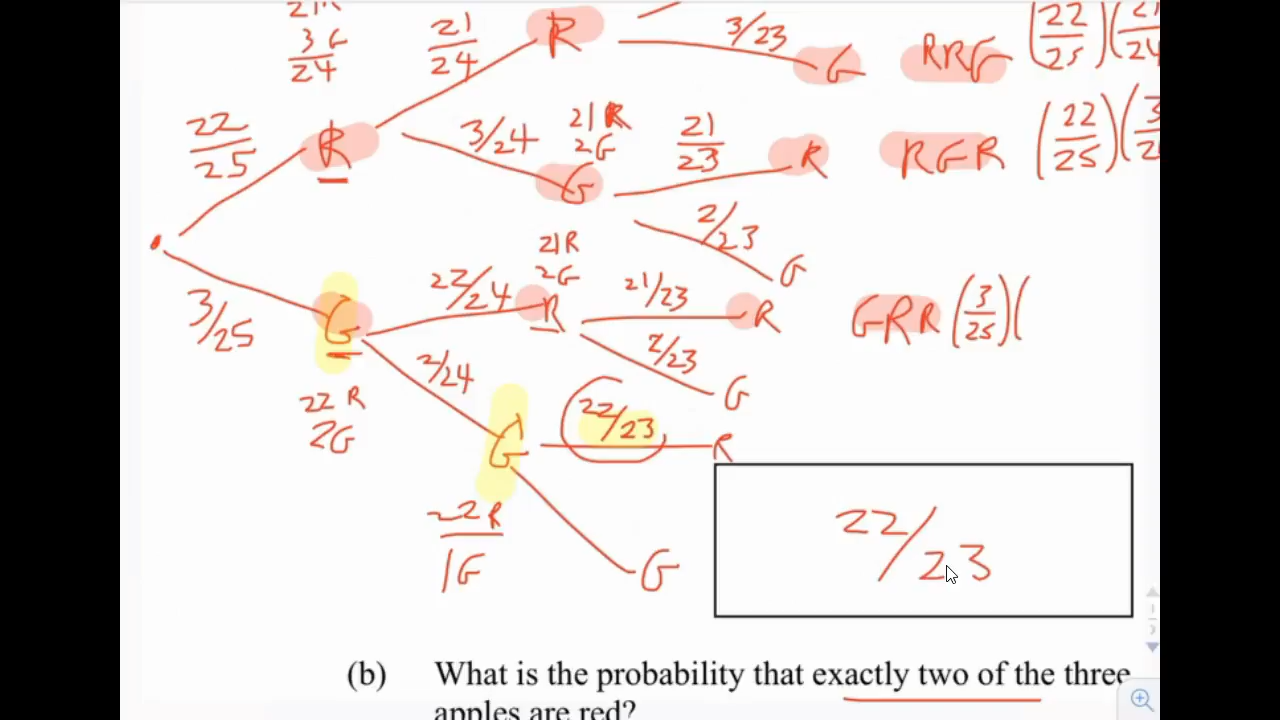 21R
3G
24
21
24
R
3/23
G
RRG
(22/25)(21/24
22
25
R
3/24
21R
2G
G
21
23
R
RGR
(22/25)(
2/23
G
3/25
G
22/24
21R
2G
R
21/23
R
GRR (3/25)(
2/23
G
22 R
2G
2/24
G
22/23
R
22R
1G
G
22/23
(b) What is the probability that exactly two of the three
apples are red?